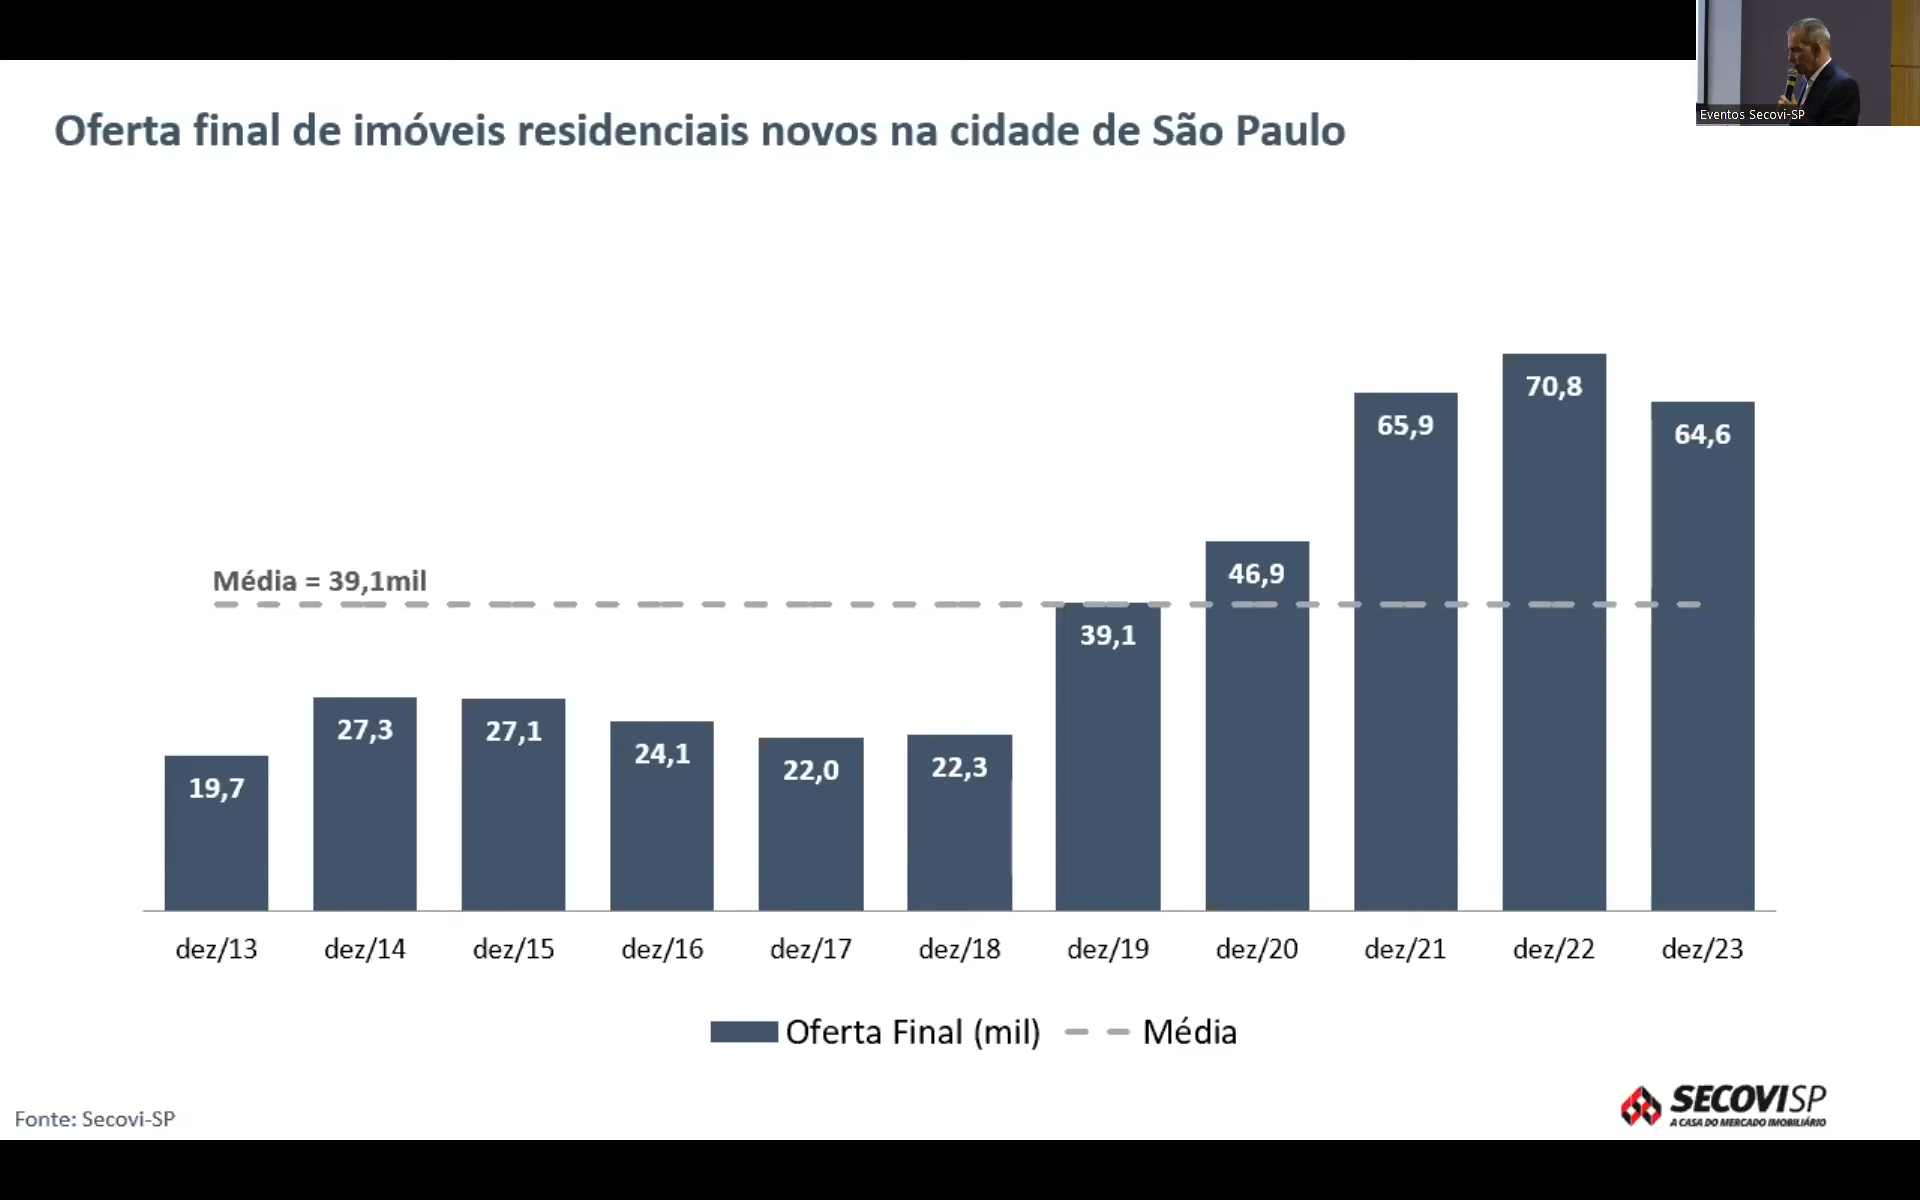 Eventos Secovi-SP
Oferta final de imóveis residenciais novos na cidade de São Paulo
Média = 39,1mil
19,7
27,3
27,1
24,1
22,0
22,3
39,1
46,9
65,9
70,8
64,6
dez/13
dez/14
dez/15
dez/16
dez/17
dez/18
dez/19
dez/20
dez/21
dez/22
dez/23
Oferta Final (mil)
Média
Fonte: Secovi-SP
SECOVISP
A CASA DO MERCADO IMOBILIÁRIO